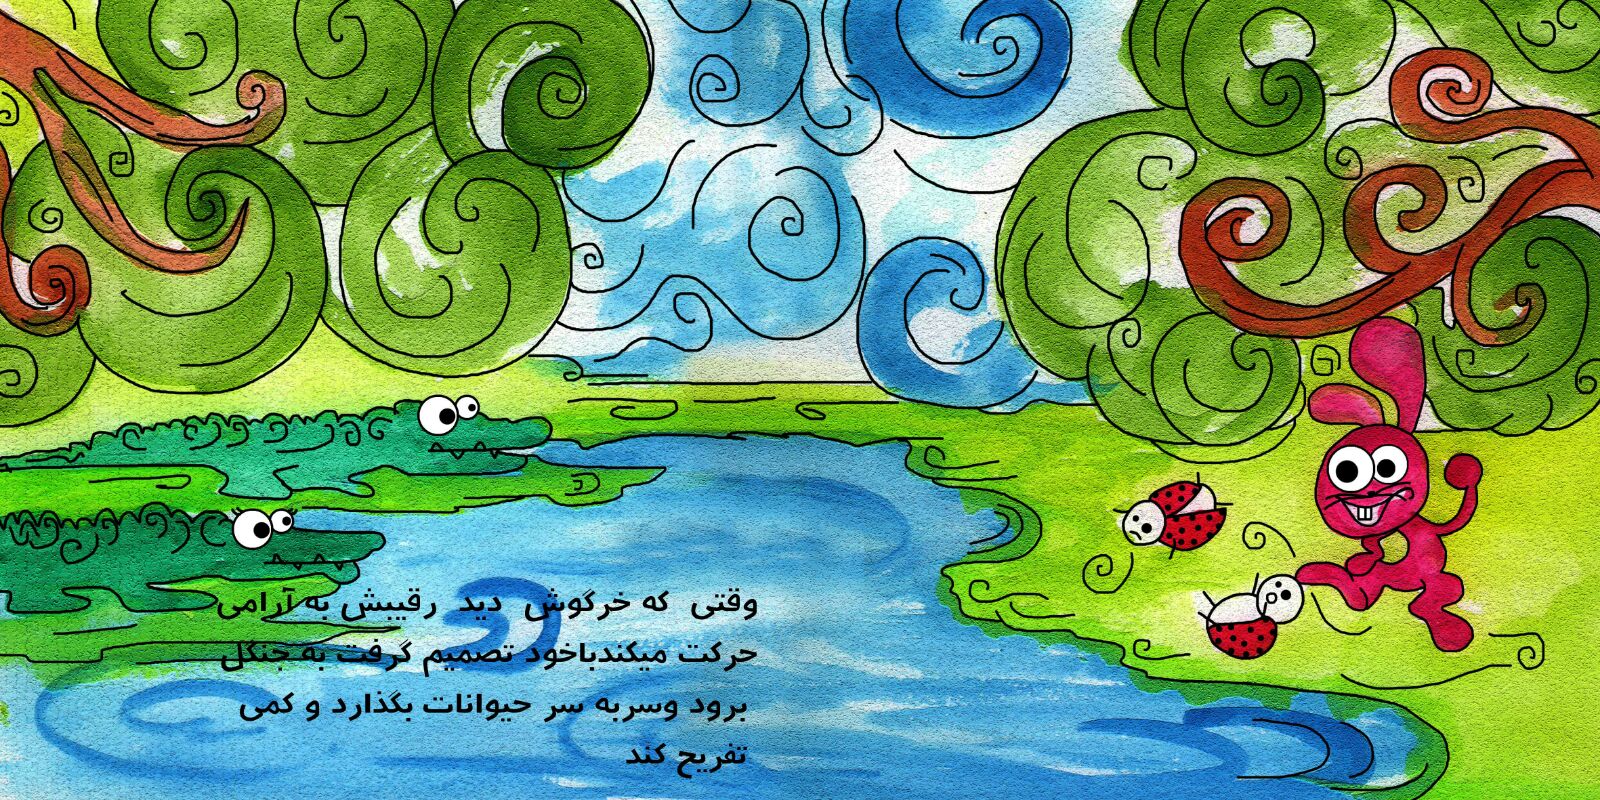 وقتی که خرگوش دید رقیبش به آرامی
حرکت میکندباخود تصمیم گرفت به جنگل
برود وسربه سر حیوانات بگذارد و کمی
تفریح کند